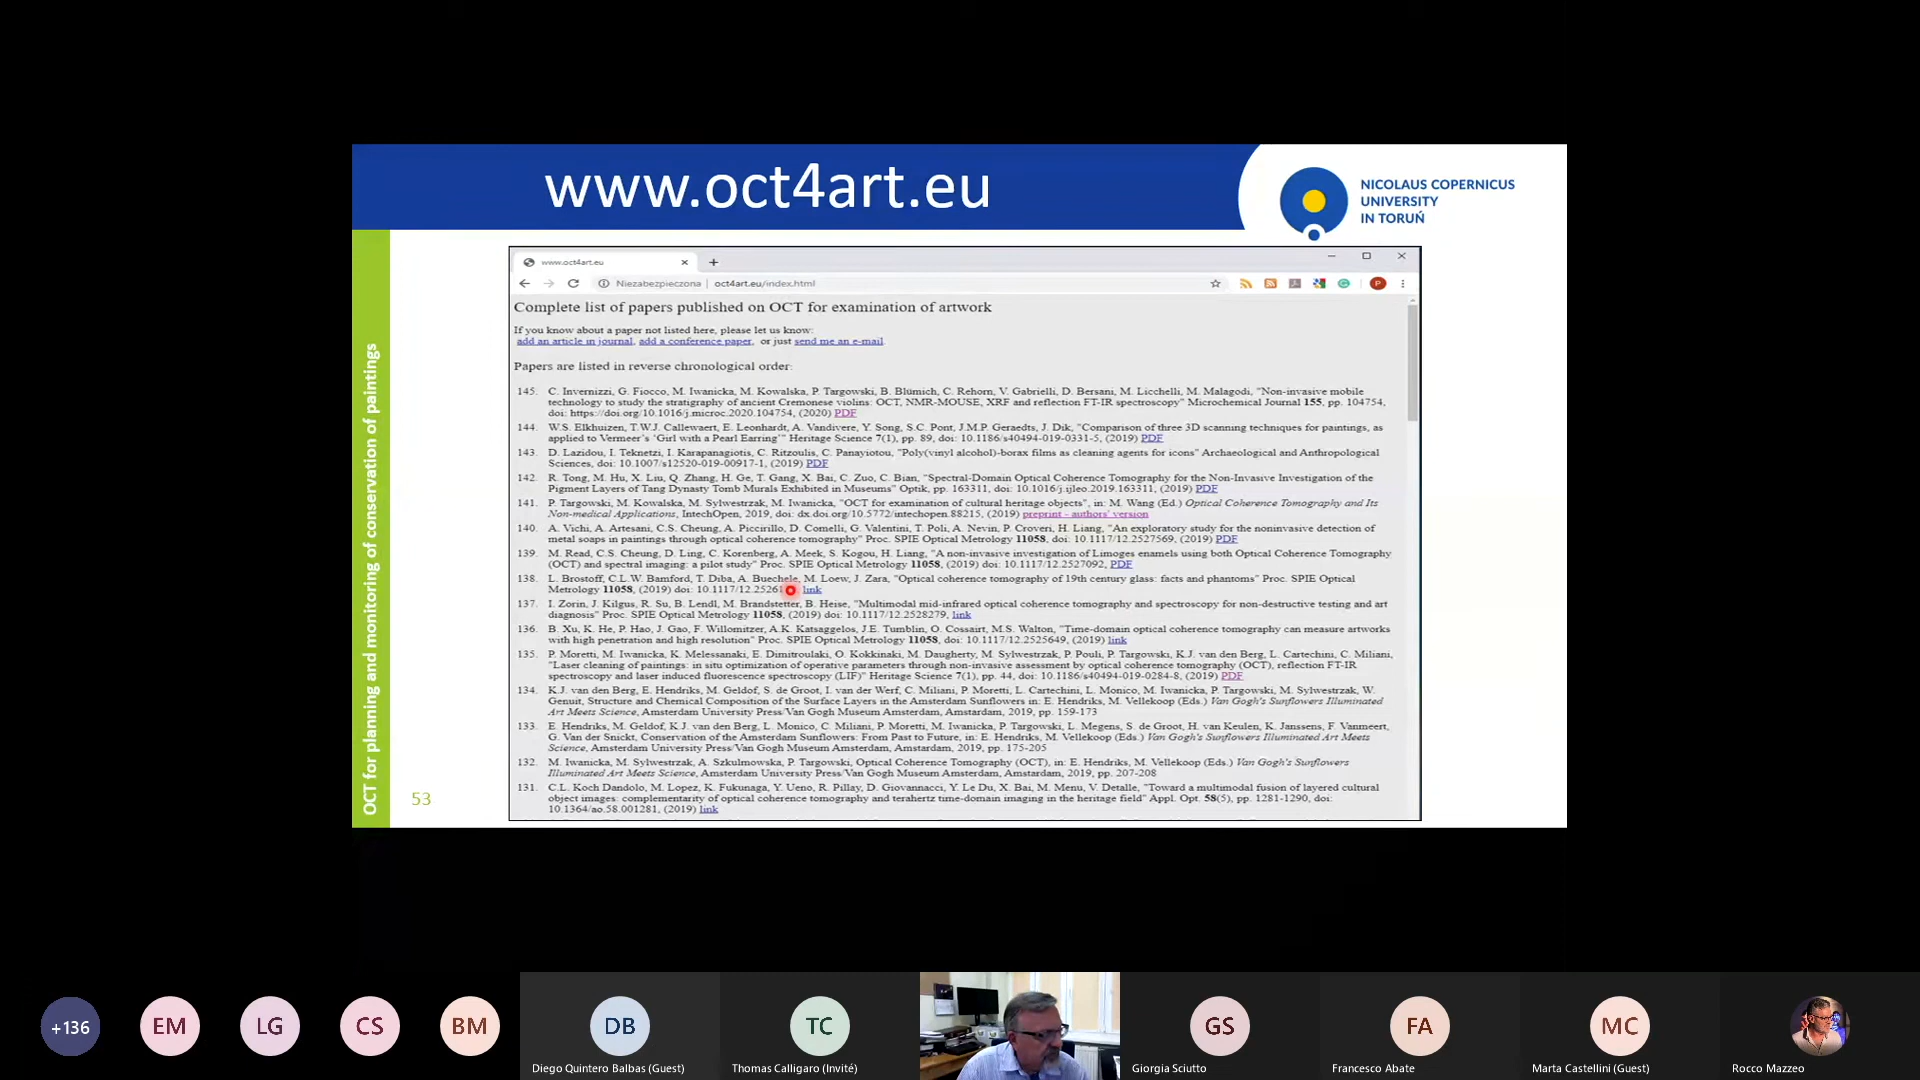 www.oct4art.eu
NICOLAUS COPERNICUS
UNIVERSITY
IN TORUŃ
OCT for planning and monitoring of conservation of paintings
53
www.oct4art.eu
Niezabezpieczona | oct4art.eu/index.html
P
Complete list of papers published on OCT for examination of artwork
If you know about a paper not listed here, please let us know:
add an article in journal, add a conference paper, or just send me an e-mail.
Papers are listed in reverse chronological order:
145. C. Invernizzi, G. Fiocco, M. Iwanicka, M. Kowalska, P. Targowski, B. Blümich, C. Rehorn, V. Gabrielli, D. Bersani, M. Licchelli, M. Malagodi, "Non-invasive mobile
technology to study the stratigraphy of ancient Cremonese violins: OCT, NMR-MOUSE, XRF and reflection FT-IR spectroscopy" Microchemical Journal 155, pp. 104754,
doi: https://doi.org/10.1016/j.microc.2020.104754, (2020) PDF
144. W.S. Elkhuizen, T.W.J. Callewaert, E. Leonhardt, A. Vandivere, Y. Song, S.C. Pont, J.M.P. Geraedts, J. Dik, "Comparison of three 3D scanning techniques for paintings, as
applied to Vermeer's 'Girl with a Pearl Earring'" Heritage Science 7(1), pp. 89, doi: 10.1186/s40494-019-0331-5, (2019) PDF
143. D. Lazidou, I. Teknetzi, I. Karapanagiotis, C. Ritzoulis, C. Panayiotou, "Poly(vinyl alcohol)-borax films as cleaning agents for icons" Archaeological and Anthropological
Sciences, doi: 10.1007/s12520-019-00917-1, (2019) PDF
142. R. Tong, M. Hu, X. Liu, Q. Zhang, H. Ge, T. Gang, X. Bai, C. Zuo, C. Bian, "Spectral-Domain Optical Coherence Tomography for the Non-Invasive Investigation of the
Pigment Layers of Tang Dynasty Tomb Murals Exhibited in Museums" Optik, pp. 163311, doi: 10.1016/j.ijleo.2019.163311, (2019) PDF
141. P. Targowski, M. Kowalska, M. Sylwestrzak, M. Iwanicka, "OCT for examination of cultural heritage objects", in: M. Wang (Ed.) Optical Coherence Tomography and Its
Non-medical Applications, IntechOpen, 2019, doi: dx.doi.org/10.5772/intechopen.88215, (2019) preprint - authors' version
140. A. Vichi, A. Artesani, C.S. Cheung, A. Piccirillo, D. Comelli, G. Valentini, T. Poli, A. Nevin, P. Croveri, H. Liang, "An exploratory study for the noninvasive detection of
metal soaps in paintings through optical coherence tomography" Proc. SPIE Optical Metrology 11058, doi: 10.1117/12.2527569, (2019) PDF
139. M. Read, C.S. Cheung, D. Ling, C. Korenberg, A. Meek, S. Kogou, H. Liang, "A non-invasive investigation of Limoges enamels using both Optical Coherence Tomography
(OCT) and spectral imaging: a pilot study" Proc. SPIE Optical Metrology 11058, (2019) doi: 10.1117/12.2527092, PDF
138. L. Brostoff, C.L.W. Bamford, T. Diba, A. Buechele, M. Loew, J. Zara, "Optical coherence tomography of 19th century glass: facts and phantoms" Proc. SPIE Optical
Metrology 11058, (2019) doi: link
137. I. Zorin, J. Kilgus, R. Su, B. Lendl, M. Brandstetter, B. Heise, "Multimodal mid-infrared optical coherence tomography and spectroscopy for non-destructive testing and art
diagnosis" Proc. SPIE Optical Metrology 11058, (2019) doi: 10.1117/12.2528279, link
136. B. Xu, K. He, P. Hao, J. Gao, F. Willomitzer, A.K. Katsaggelos, J.E. Tumblin, O. Cossairt, M.S. Walton, "Time-domain optical coherence tomography can measure artworks
with high penetration and high resolution" Proc. SPIE Optical Metrology 11058, doi: 10.1117/12.2525649, (2019) link
135. P. Moretti, M. Iwanicka, K. Melessanaki, E. Dimitroulaki, O. Kokkinaki, M. Daugherty, M. Sylwestrzak, P. Pouli, P. Targowski, K.J. van den Berg, L. Cartechini, C. Miliani,
"Laser cleaning of paintings: in situ optimization of operative parameters through non-invasive assessment by optical coherence tomography (OCT), reflection FT-IR
spectroscopy and laser induced fluorescence spectroscopy (LIF)" Heritage Science 7(1), pp. 44, doi: 10.1186/s40494-019-0284-8, (2019) PDF
134. K.J. van den Berg, E. Hendriks, M. Geldof, S. de Groot, I. van der Werf, C. Miliani, P. Moretti, L. Cartechini, L. Monico, M. Iwanicka, P. Targowski, M. Sylwestrzak, W.
Genuit, Structure and Chemical Composition of the Surface Layers in the Amsterdam Sunflowers in: E. Hendriks, M. Vellekoop (Eds.) Van Gogh's Sunflowers Illuminated
Art Meets Science, Amsterdam University Press/Van Gogh Museum Amsterdam, Amstardam, 2019, pp. 159-173
133. E. Hendriks, M. Geldof, K.J. van den Berg, L. Monico, C. Miliani, P. Moretti, M. Iwanicka, P. Targowski, L. Megens, S. de Groot, H. van Keulen, K. Janssens, F. Vanmeert,
G. Van der Snickt, Conservation of the Amsterdam Sunflowers: From Past to Future, in: E. Hendriks, M. Vellekoop (Eds.) Van Gogh's Sunflowers Illuminated Art Meets
Science, Amsterdam University Press/Van Gogh Museum Amsterdam, Amstardam, 2019, pp. 175-205
132. M. Iwanicka, M. Sylwestrzak, A. Szkulmowska, P. Targowski, Optical Coherence Tomography (OCT), in: E. Hendriks, M. Vellekoop (Eds.) Van Gogh's Sunflowers
Illuminated Art Meets Science, Amsterdam University Press/Van Gogh Museum Amsterdam, Amstardam, 2019, pp. 207-208
131. C.L. Koch Dandolo, M. Lopez, K. Fukunaga, Y. Ueno, R. Pillay, D. Giovannacci, Y. Le Du, X. Bai, M. Menu, V. Detalle, "Toward a multimodal fusion of layered cultural
object images: complementarity of optical coherence tomography and terahertz time-domain imaging in the heritage field" Appl. Opt. 58(5), pp. 1281-1290, doi:
10.1364/ao.58.001281, (2019) link
+136
EM
LG
CS
BM
DB
Diego Quintero Balbas (Guest)
TC
Thomas Calligaro (Invité)
GS
Giorgia Sciutto
FA
Francesco Abate
MC
Marta Castellini (Guest)
Rocco Mazzeo